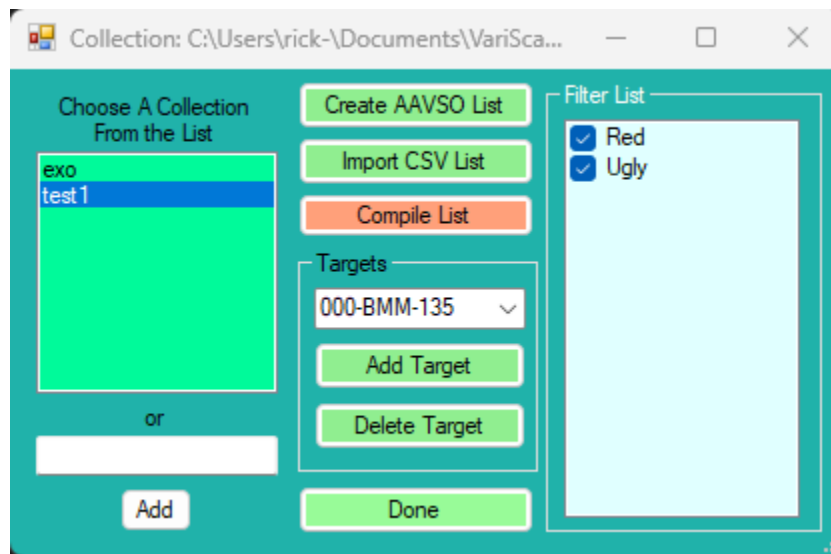 Collection: C:\Users\rick-\Documents\VariSca...
Choose A Collection
From the List
exo
test1
or
Add
Create AAVSO List
Import CSV List
Compile List
Targets
000-BMM-135
Add Target
Delete Target
Done
Filter List
Red
Ugly